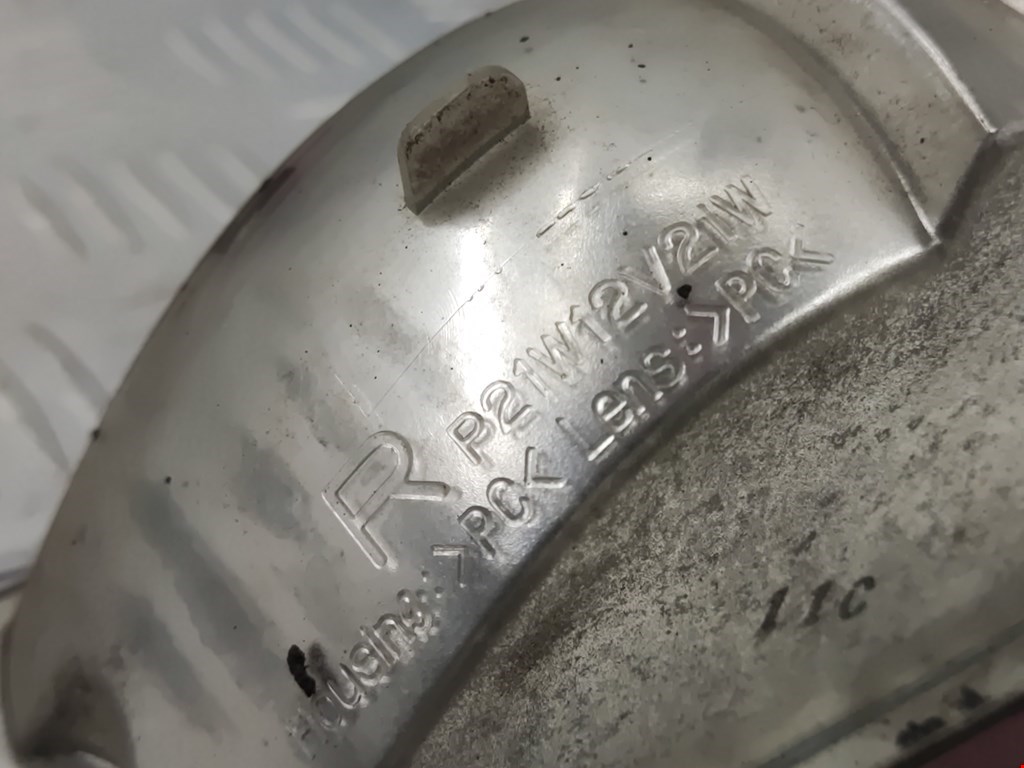 R P21W12V21W
Housing:>PC< Lens:>PC<
11c